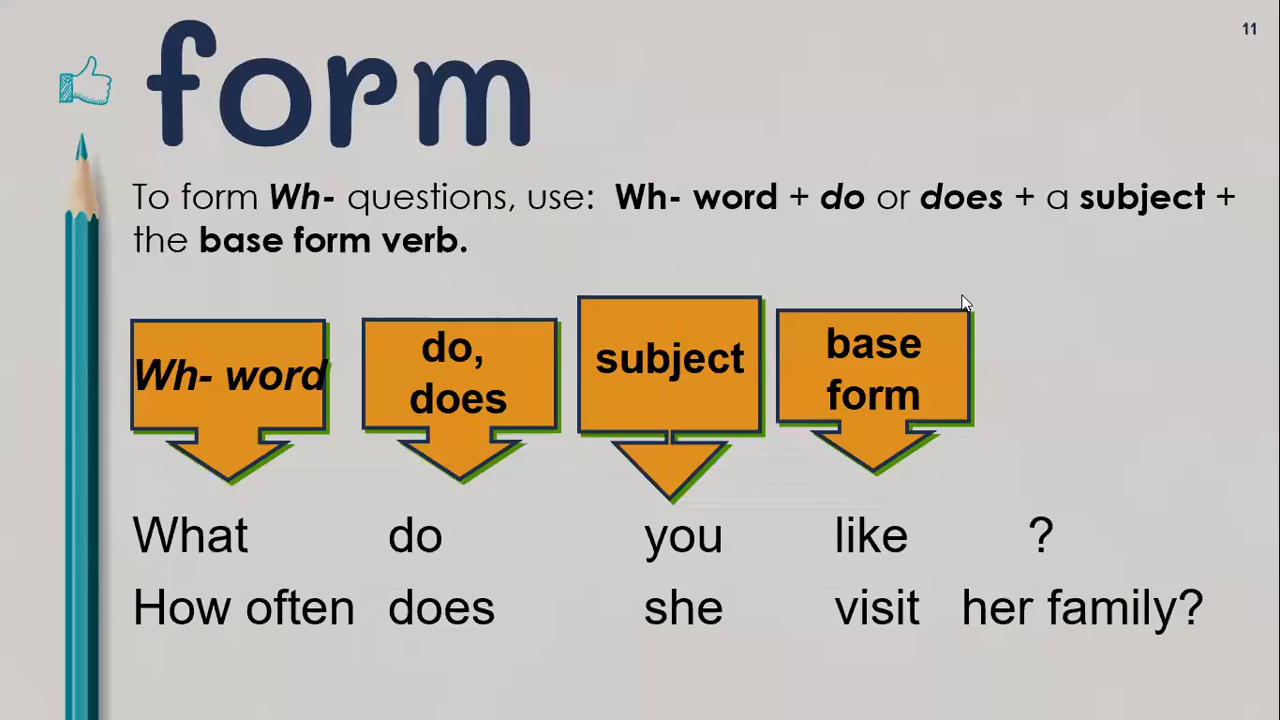 11
form
To form Wh- questions, use: Wh- word + do or does + a subject +
the base form verb.
Wh- word
do,
does
subject
base
form
What do you like ?
How often does she visit her family?